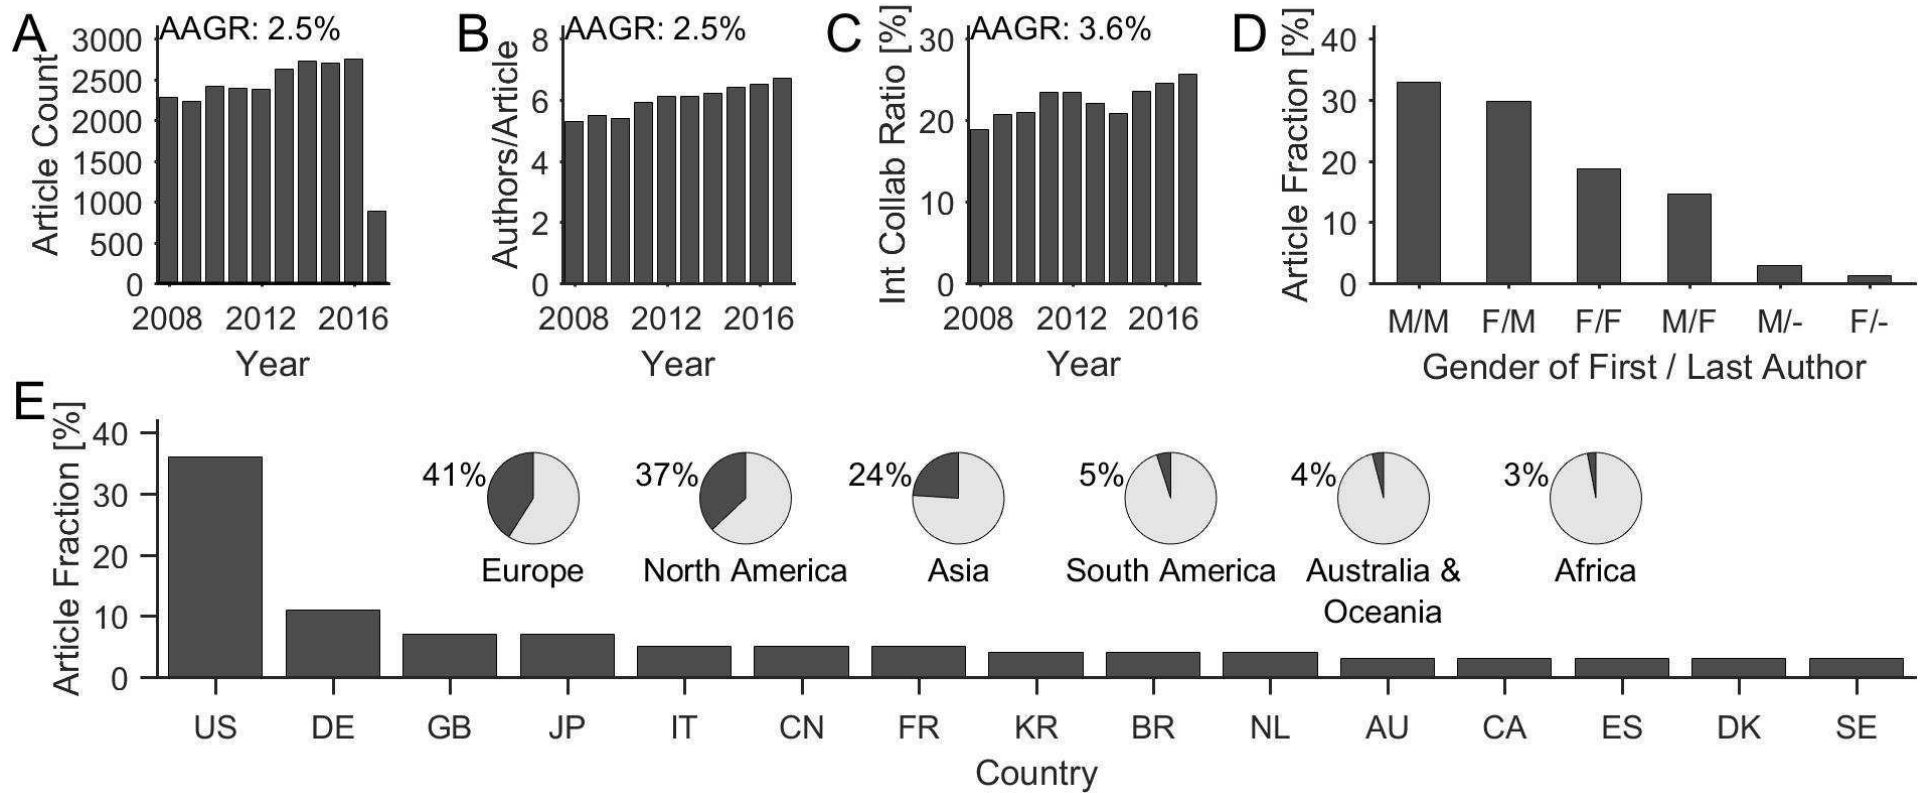 A
AAGR: 2.5%
Article Count
3000
2500
2000
1500
1000
500
0
2008 2012 2016
Year
B
AAGR: 2.5%
Authors/Article
8
6
4
2
0
2008 2012 2016
Year
C
AAGR: 3.6%
Int Collab Ratio [%]
30
20
10
0
2008 2012 2016
Year
D
Article Fraction [%]
40
30
20
10
0
M/M F/M F/F M/F M/- F/-
Gender of First / Last Author
E
Article Fraction [%]
40
30
20
10
0
41%
Europe
37%
North America
24%
Asia
5%
South America
4%
Australia &
Oceania
3%
Africa
US DE GB JP IT CN FR KR BR NL AU CA ES DK SE
Country